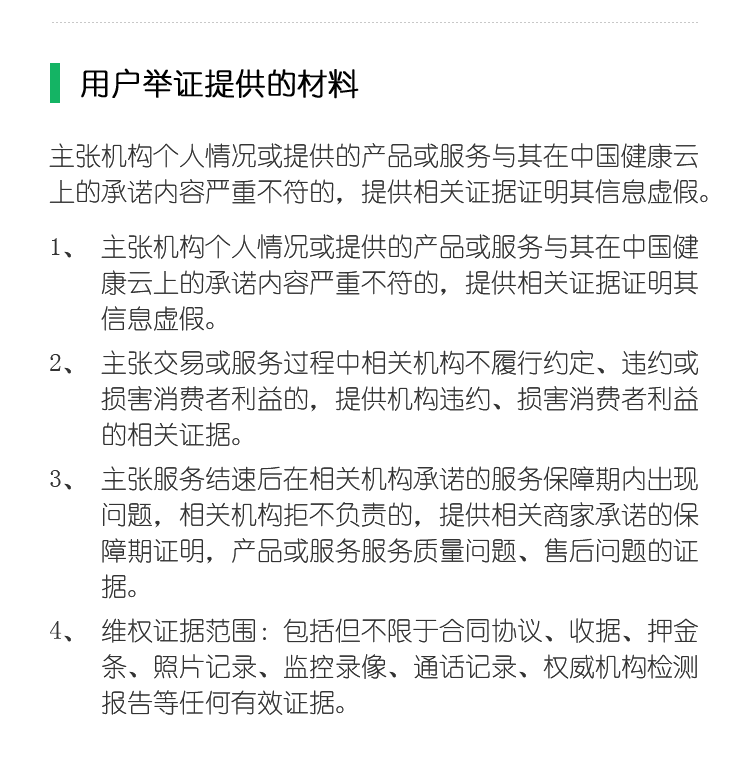 用户举证提供的材料
主张机构个人情况或提供的产品或服务与其在中国健康云
上的承诺内容严重不符的，提供相关证据证明其信息虚假。
1、 主张机构个人情况或提供的产品或服务与其在中国健
康云上的承诺内容严重不符的，提供相关证据证明其
信息虚假。
2、 主张交易或服务过程中相关机构不履行约定、违约或
损害消费者利益的，提供机构违约、损害消费者利益
的相关证据。
3、 主张服务结速后在相关机构承诺的服务保障期内出现
问题，相关机构拒不负责的，提供相关商家承诺的保
障期证明，产品或服务服务质量问题、售后问题的证
据。
4、 维权证据范围：包括但不限于合同协议、收据、押金
条、照片记录、监控录像、通话记录、权威机构检测
报告等任何有效证据。